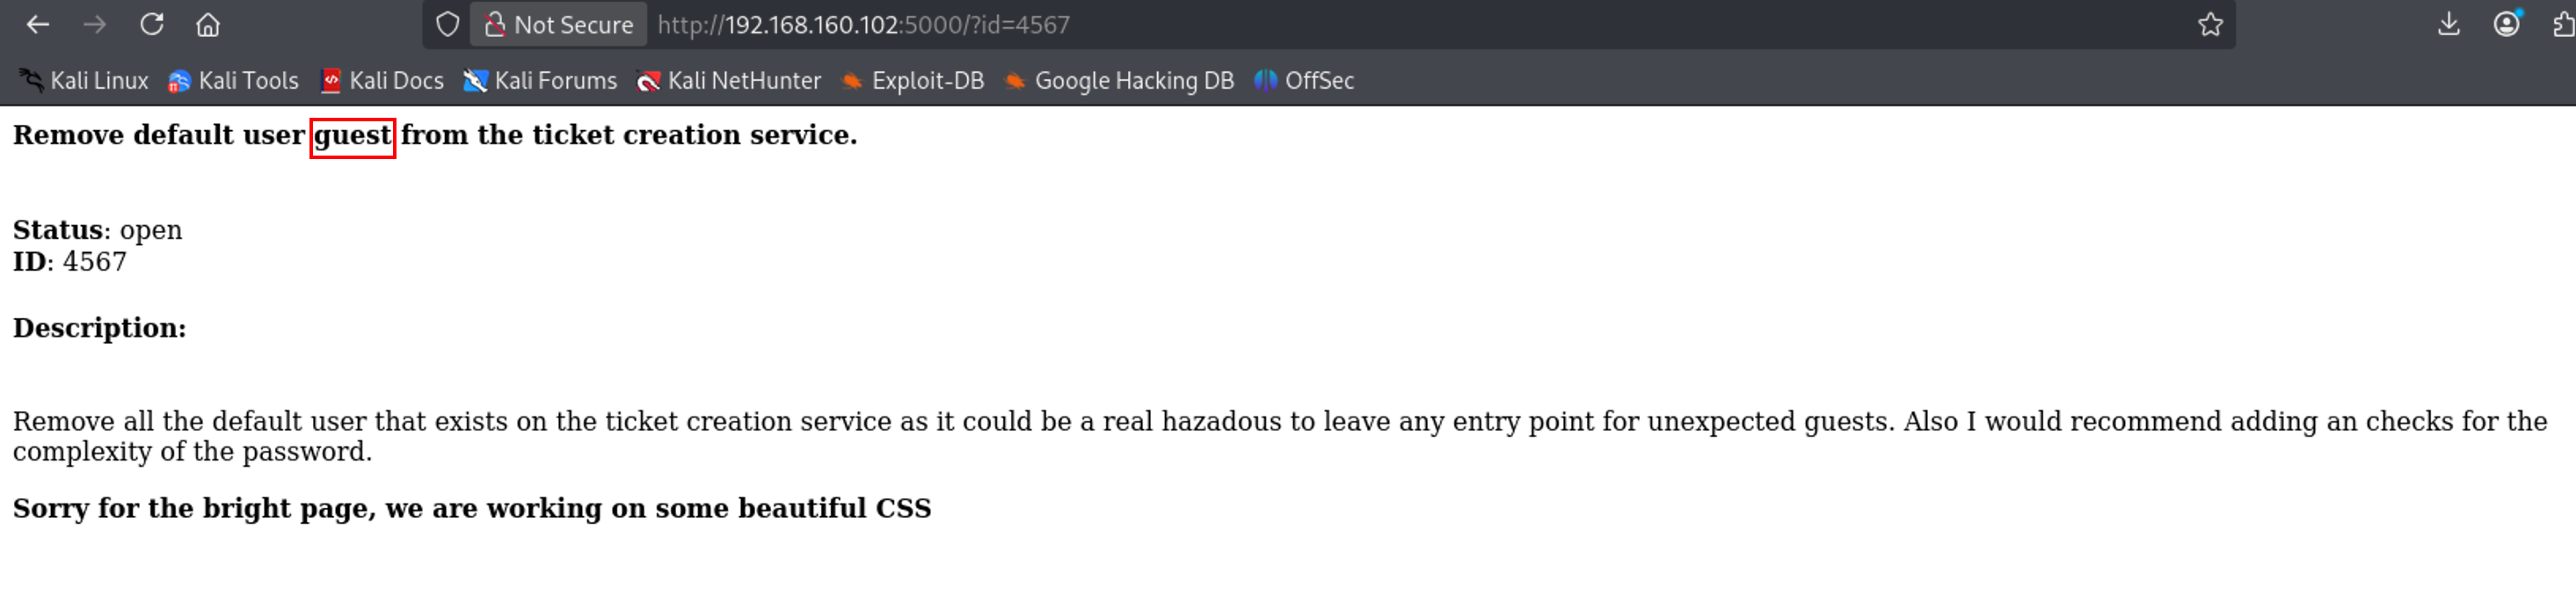 Not Secure http://192.168.160.102:5000/?id=4567
Kali Linux Kali Tools Kali Docs Kali Forums Kali NetHunter Exploit-DB Google Hacking DB OffSec
Remove default user guest from the ticket creation service.
Status: open
ID: 4567
Description:
Remove all the default user that exists on the ticket creation service as it could be a real hazadous to leave any entry point for unexpected guests. Also I would recommend adding an checks for the
complexity of the password.
Sorry for the bright page, we are working on some beautiful CSS